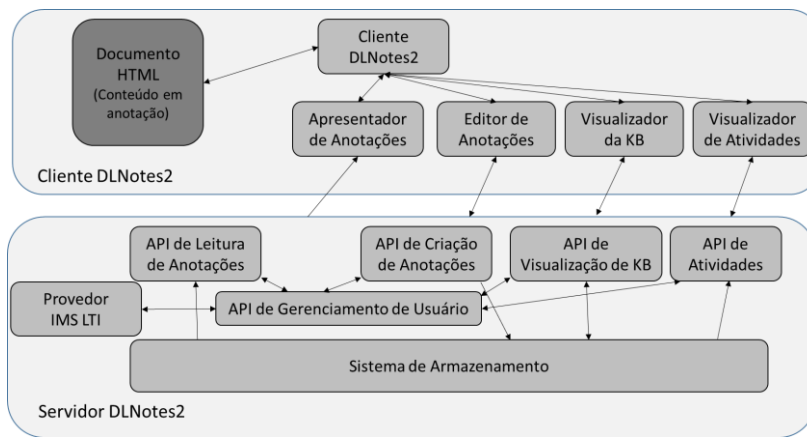 Documento
HTML
(Conteúdo em
anotação)
Cliente
DLNotes2
Apresentador
de Anotações
Editor de
Anotações
Visualizador
da KB
Visualizador
de Atividades
Cliente DLNotes2
API de Leitura
de Anotações
API de Criação
de Anotações
API de
Visualização de KB
API de
Atividades
Provedor
IMS LTI
API de Gerenciamento de Usuário
Sistema de Armazenamento
Servidor DLNotes2